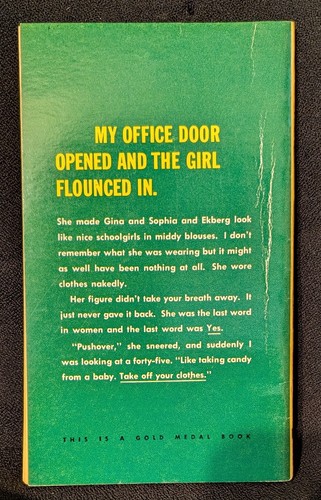 MY OFFICE DOOR
OPENED AND THE GIRL
FLOUNCED IN.
She made Gina and Sophia and Ekberg look
like nice schoolgirls in middy blouses. I don't
remember what she was wearing but it might
as well have been nothing at all. She wore
clothes nakedly.
Her figure didn't take your breath away. It
just never gave it back. She was the last word
in women and the last word was Yes.
"Pushover," she sneered, and suddenly I
was looking at a forty-five. "Like taking candy
from a baby. Take off your clothes."
THIS IS A GOLD MEDAL BOOK